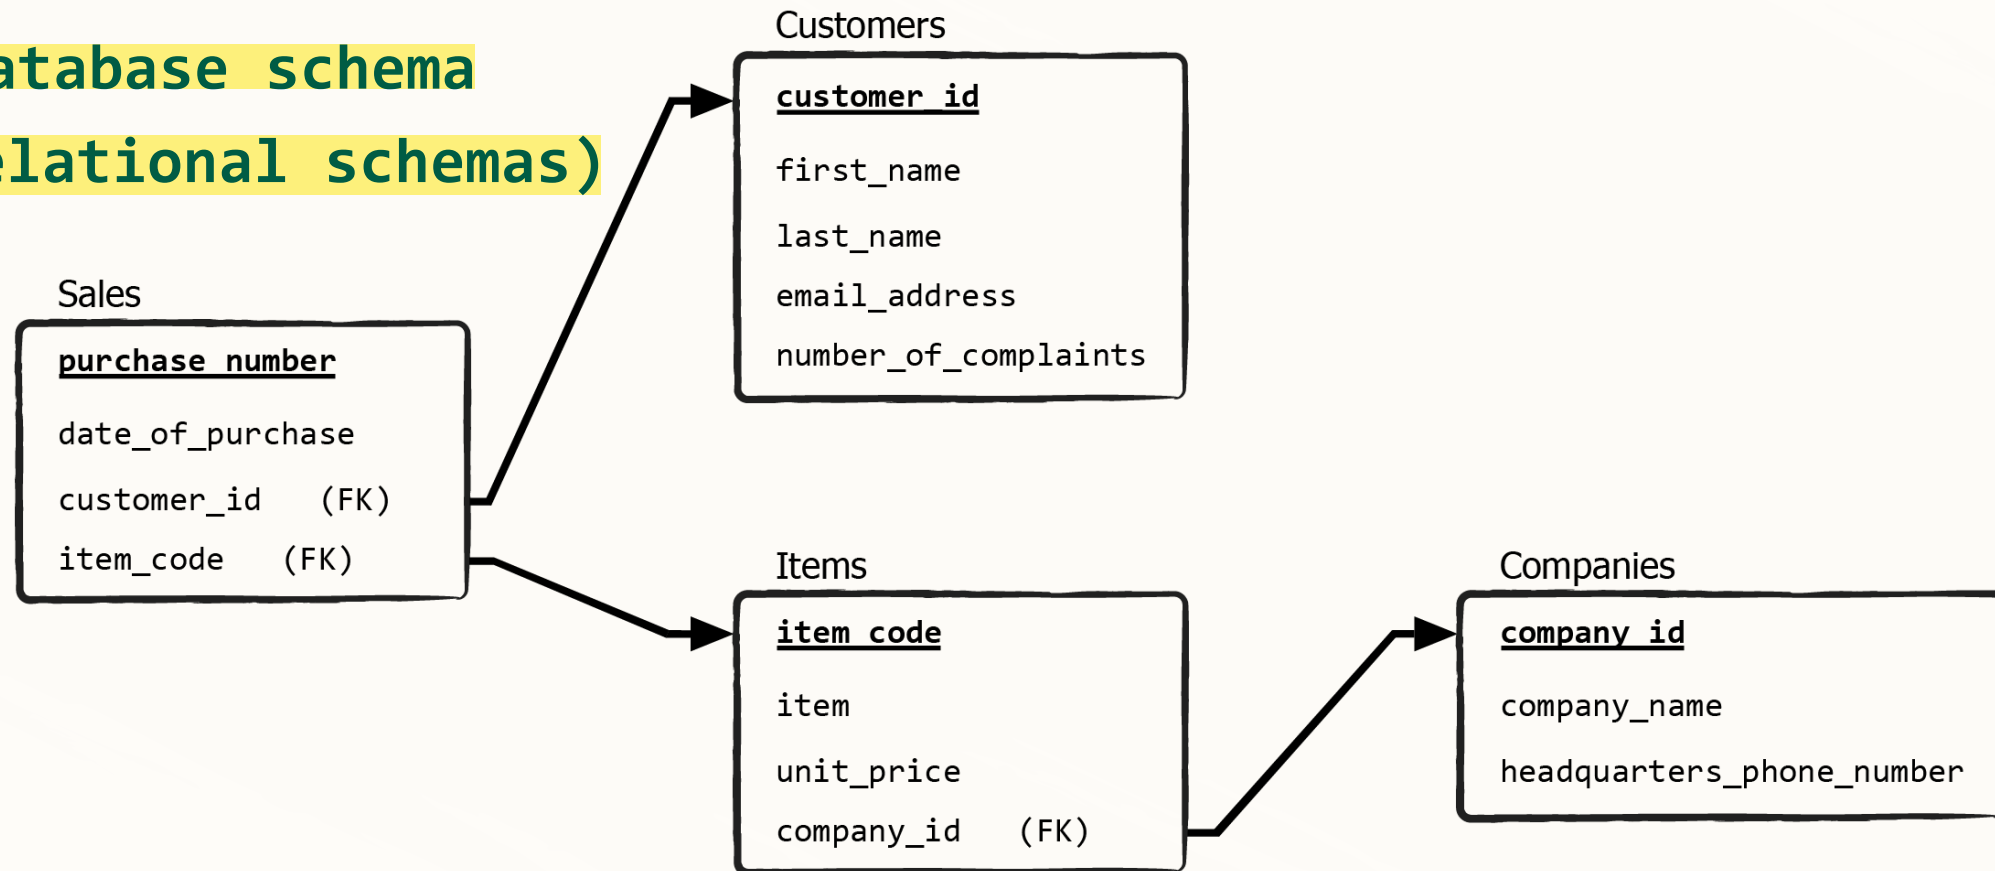 atabase schema
elational schemas)
Customers
customer_id
first_name
last_name
email_address
number_of_complaints
Sales
purchase_number
date_of_purchase
customer_id (FK)
item_code (FK)
Items
item_code
item
unit_price
company_id (FK)
Companies
company_id
company_name
headquarters_phone_number